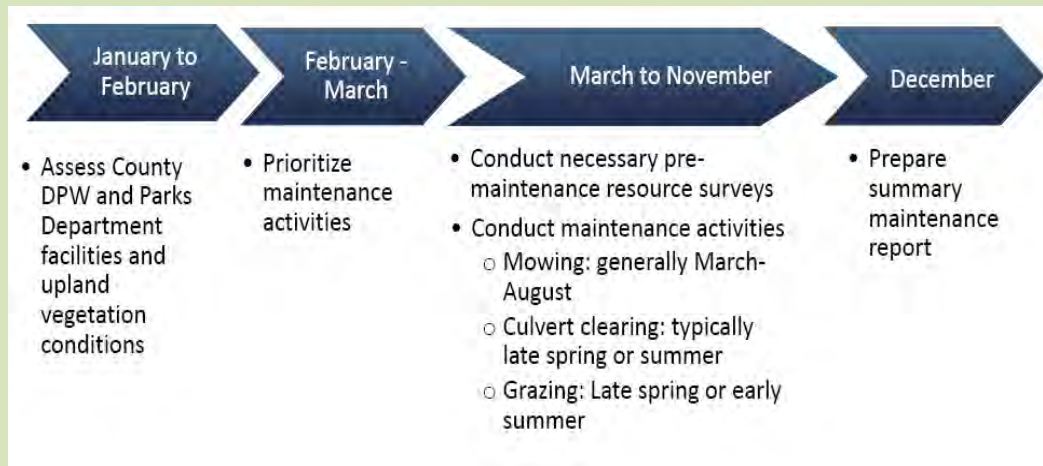 January to
February
February -
March
March to November
December
• Assess County
DPW and Parks
Department
facilities and
upland
vegetation
conditions
• Prioritize
maintenance
activities
• Conduct necessary pre-
maintenance resource surveys
• Conduct maintenance activities
○ Mowing: generally March-
August
○ Culvert clearing: typically
late spring or summer
○ Grazing: Late spring or early
summer
• Prepare
summary
maintenance
report